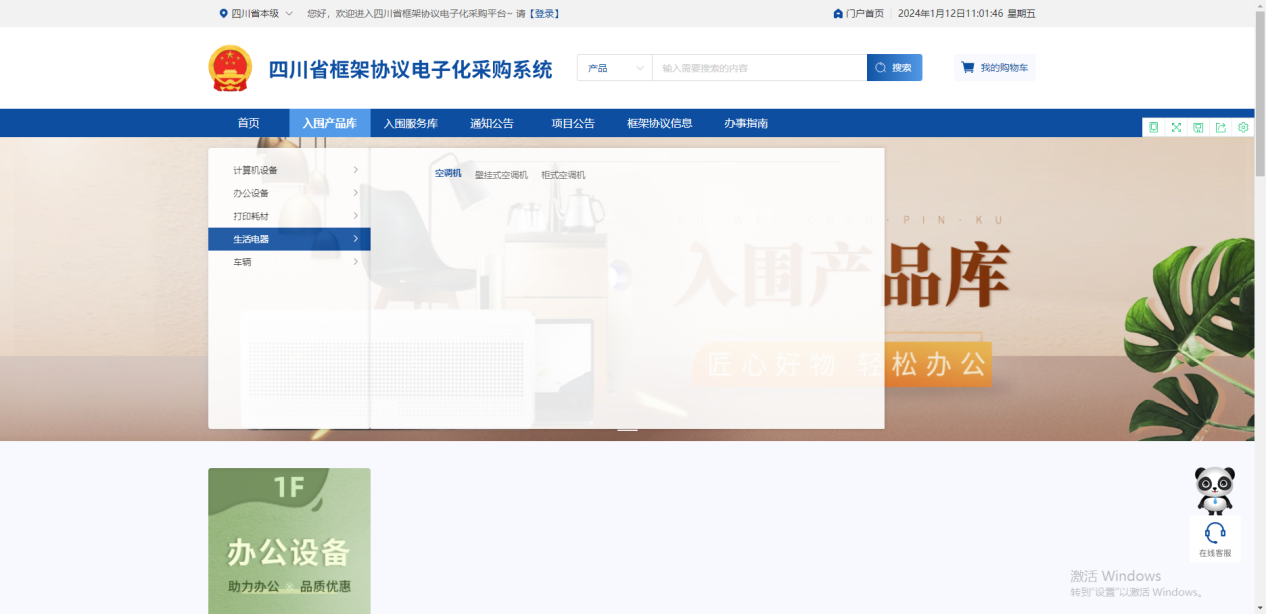 四川省本级 您好，欢迎进入四川省框架协议电子化采购平台~ 请【登录】 门户首页 2024年1月12日11:01:46 星期五
四川省框架协议电子化采购系统 产品 输入需要搜索的内容 搜索 我的购物车
首页 入围产品库 入围服务库 通知公告 项目公告 框架协议信息 办事指南
计算机设备
办公设备
打印耗材
生活电器
车辆
空调机 壁挂式空调机 柜式空调机
P I N · K U
入围产品库
匠心好物 轻松办公
1F
办公设备
助力办公 品质优惠
在线客服
激活 Windows
转到"设置"以激活 Windows。